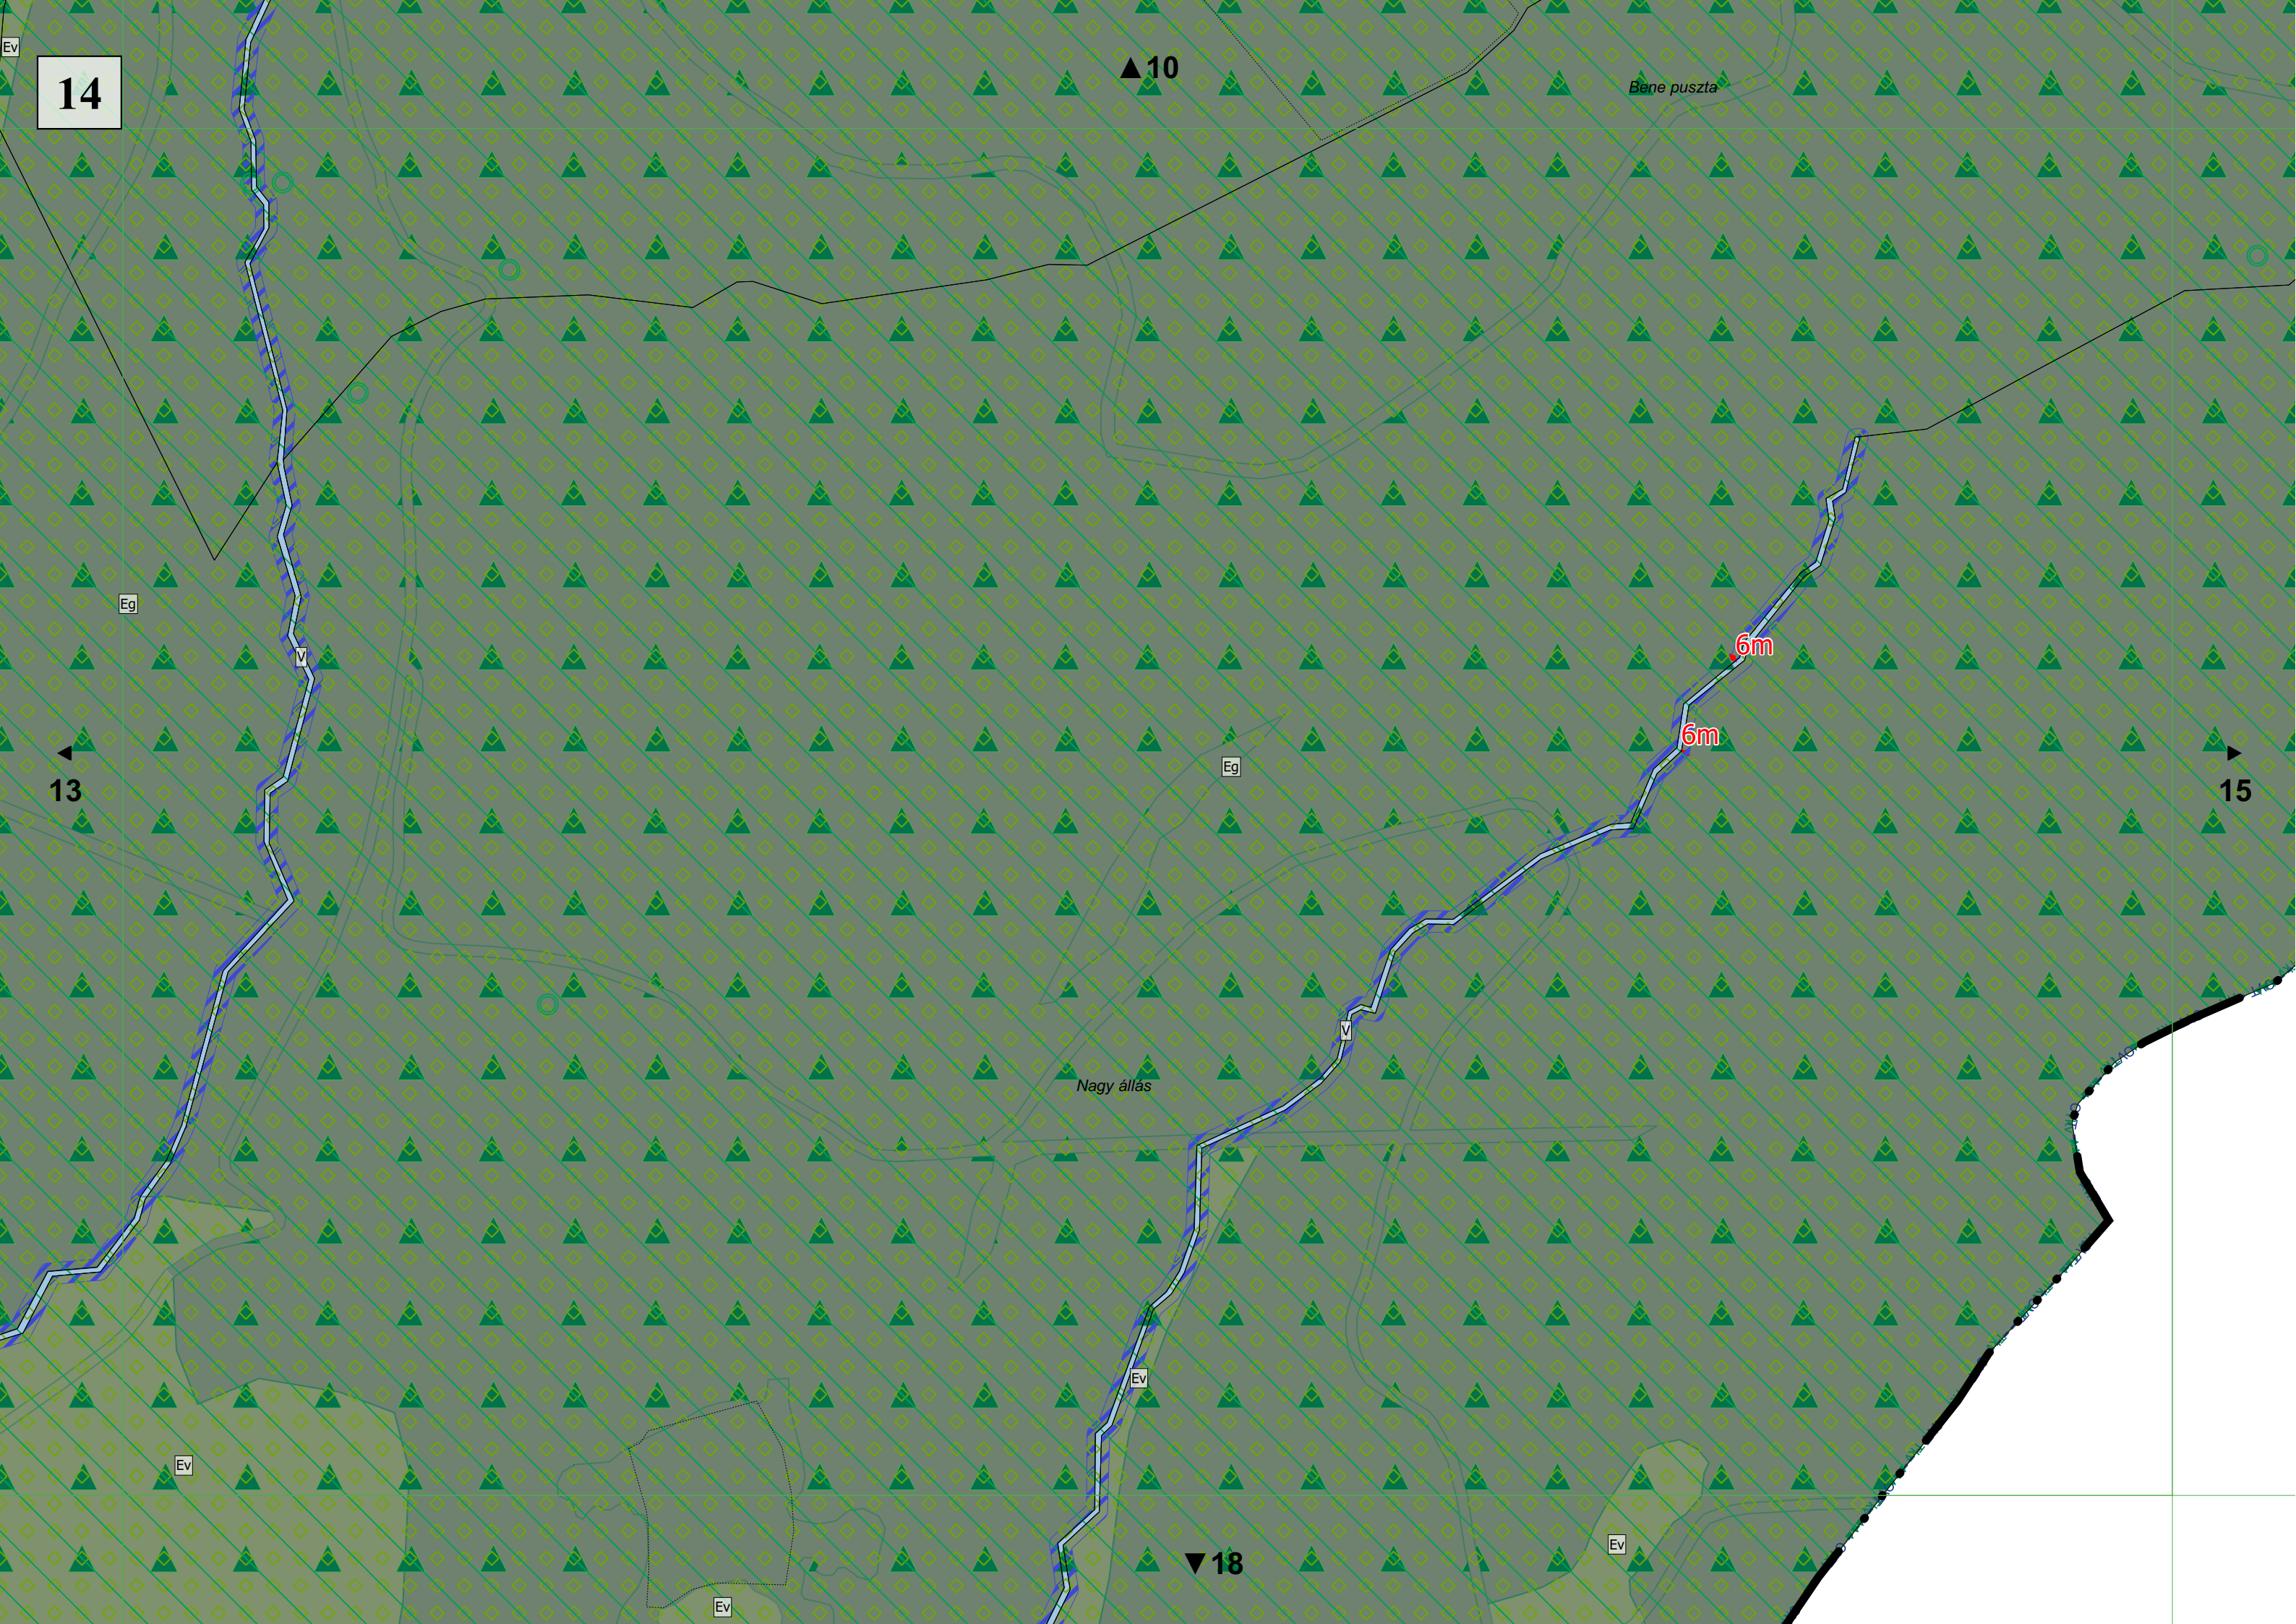 Ev
14
▲10
Bene puszta
Eg
V
6m
6m
◄
13
Eg
►
15
V
Nagy állás
Ev
Ev
Ev
▼18
Ev